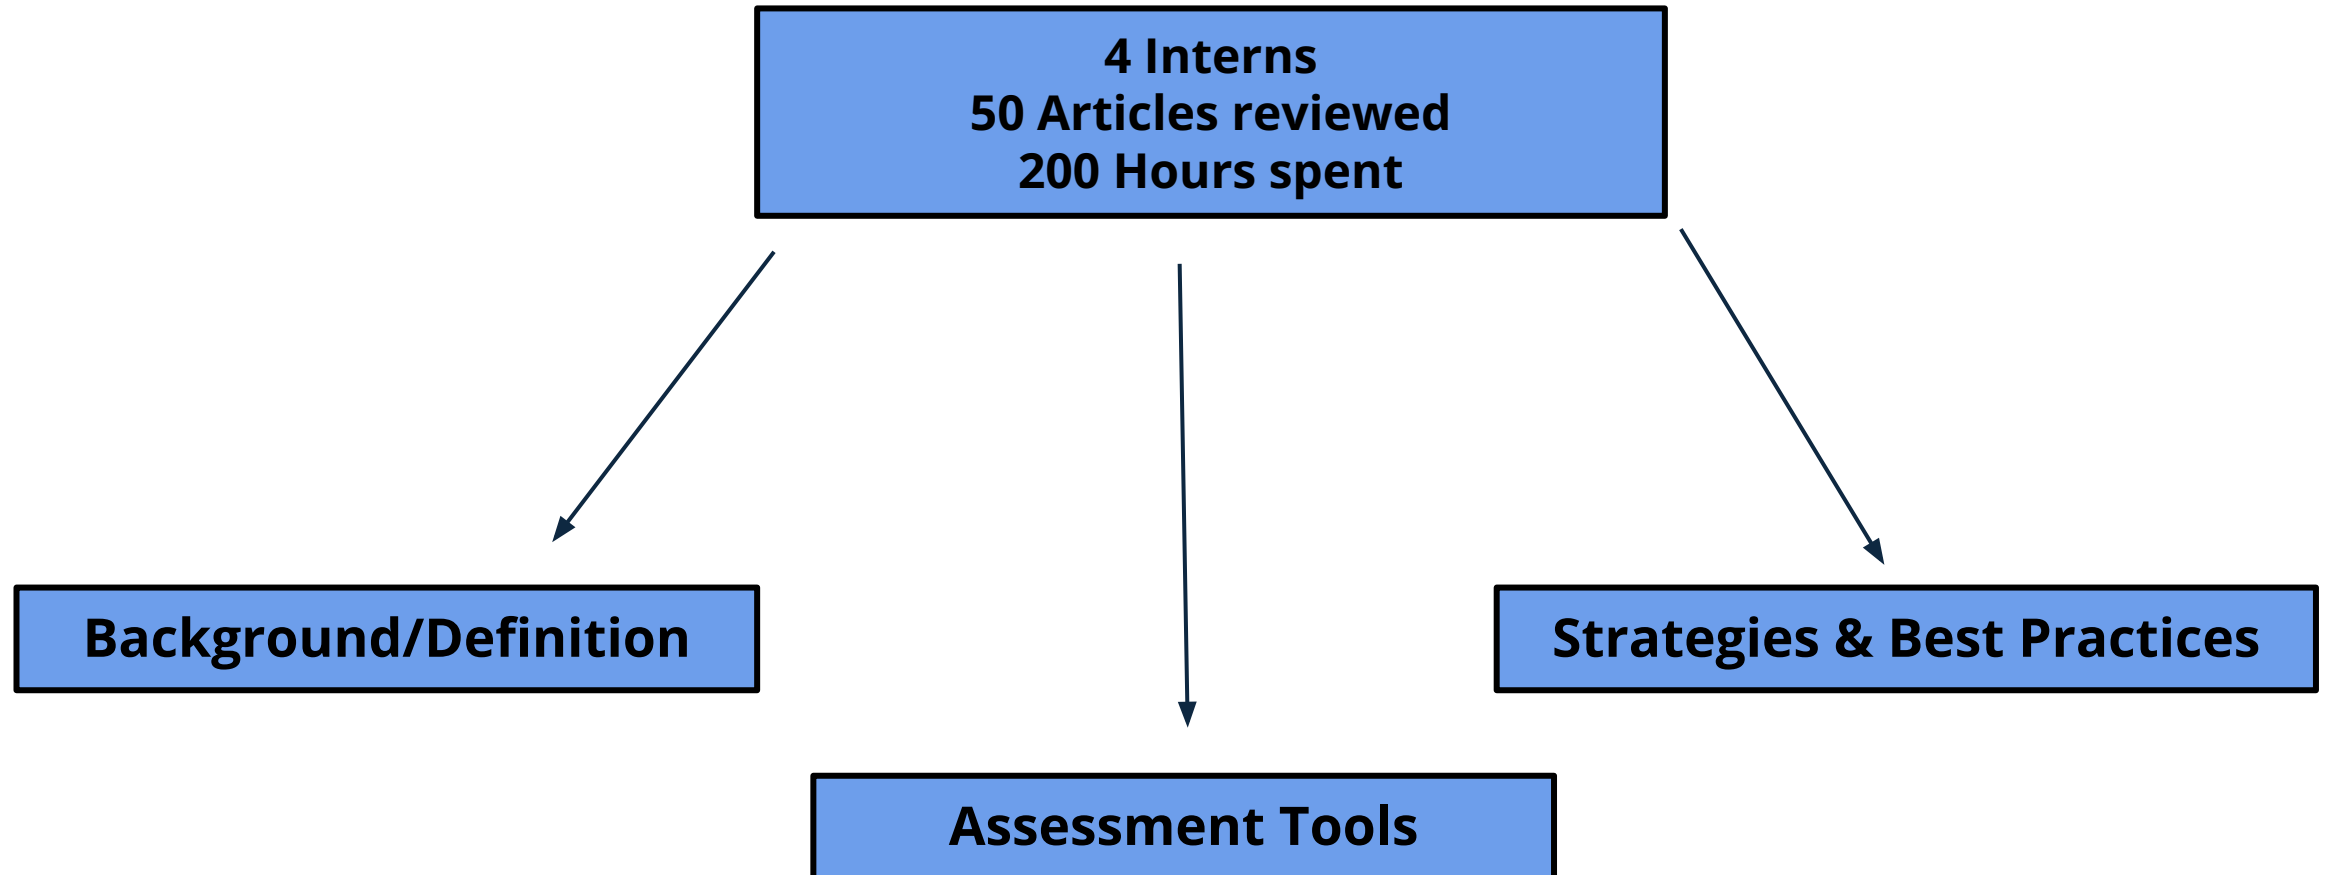 4 Interns
50 Articles reviewed
200 Hours spent
Background/Definition
Strategies & Best Practices
Assessment Tools